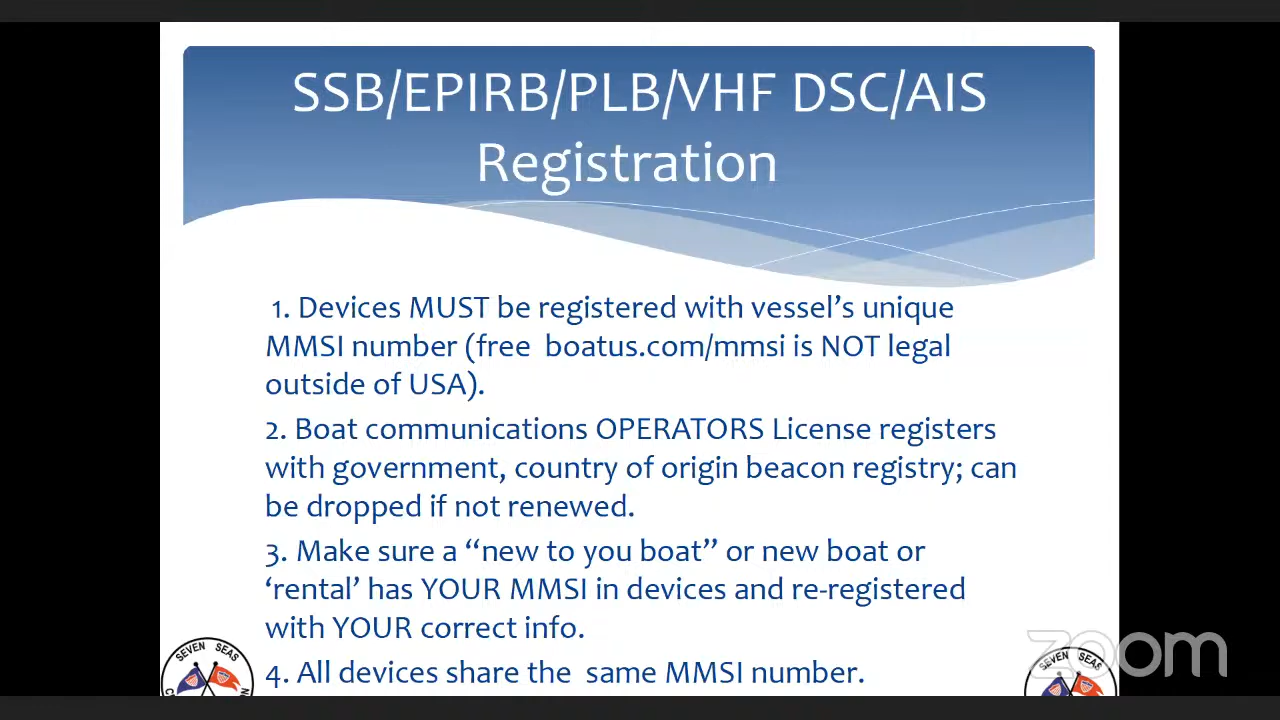 SSB/EPIRB/PLB/VHF DSC/AIS
Registration
1. Devices MUST be registered with vessel’s unique
MMSI number (free  boatus.com/mmsi is NOT legal
outside of USA).
2. Boat communications OPERATORS License registers
with government, country of origin beacon registry; can
be dropped if not renewed.
3. Make sure a “new to you boat” or new boat or
‘rental’ has YOUR MMSI in devices and re-registered
with YOUR correct info.
4. All devices share the  same MMSI number.
SEVEN SEAS
SEVEN SEAS
zoom